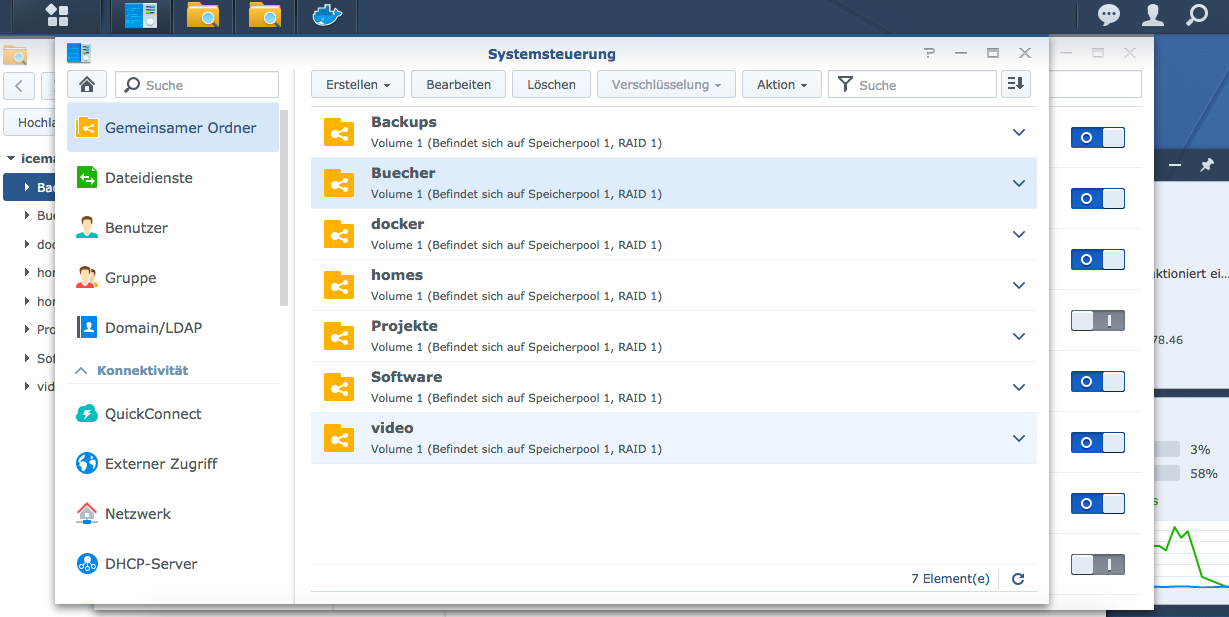 Systemsteuerung
Suche
Erstellen
Bearbeiten
Löschen
Verschlüsselung
Aktion
Suche
Gemeinsamer Ordner
Dateidienste
Benutzer
Gruppe
Domain/LDAP
Konnektivität
QuickConnect
Externer Zugriff
Netzwerk
DHCP-Server
Backups
Volume 1 (Befindet sich auf Speicherpool 1, RAID 1)
Buecher
Volume 1 (Befindet sich auf Speicherpool 1, RAID 1)
docker
Volume 1 (Befindet sich auf Speicherpool 1, RAID 1)
homes
Volume 1 (Befindet sich auf Speicherpool 1, RAID 1)
Projekte
Volume 1 (Befindet sich auf Speicherpool 1, RAID 1)
Software
Volume 1 (Befindet sich auf Speicherpool 1, RAID 1)
video
Volume 1 (Befindet sich auf Speicherpool 1, RAID 1)
7 Element(e)
Hochla
icema
Ba
Bue
doc
hor
hor
Pro
Sof
vid
ktioniert ei...
78.46
3%
58%